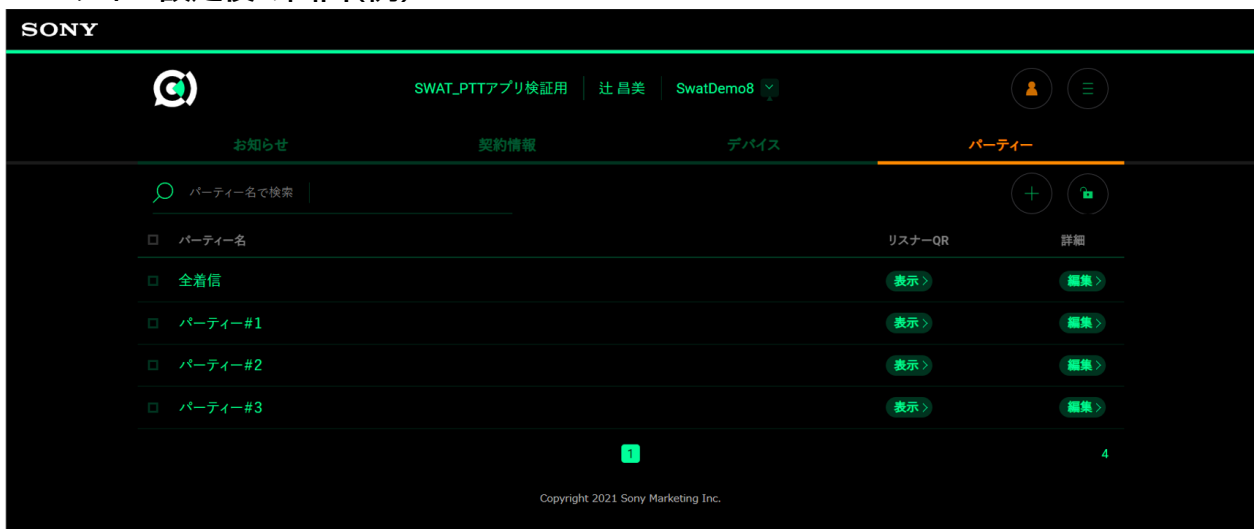 SONY
SWAT_PTTアプリ検証用 辻 昌美 SwatDemo8
お知らせ 契約情報 デバイス パーティー
パーティー名で検索
パーティー名 リスナーQR 詳細
全着信 表示 編集
パーティー#1 表示 編集
パーティー#2 表示 編集
パーティー#3 表示 編集
1 4
Copyright 2021 Sony Marketing Inc.